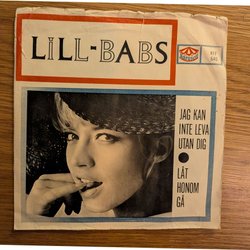 LILL-BABS
JAG KAN
INTE LEVA
UTAN DIG
LÅT
HONOM
GÅ